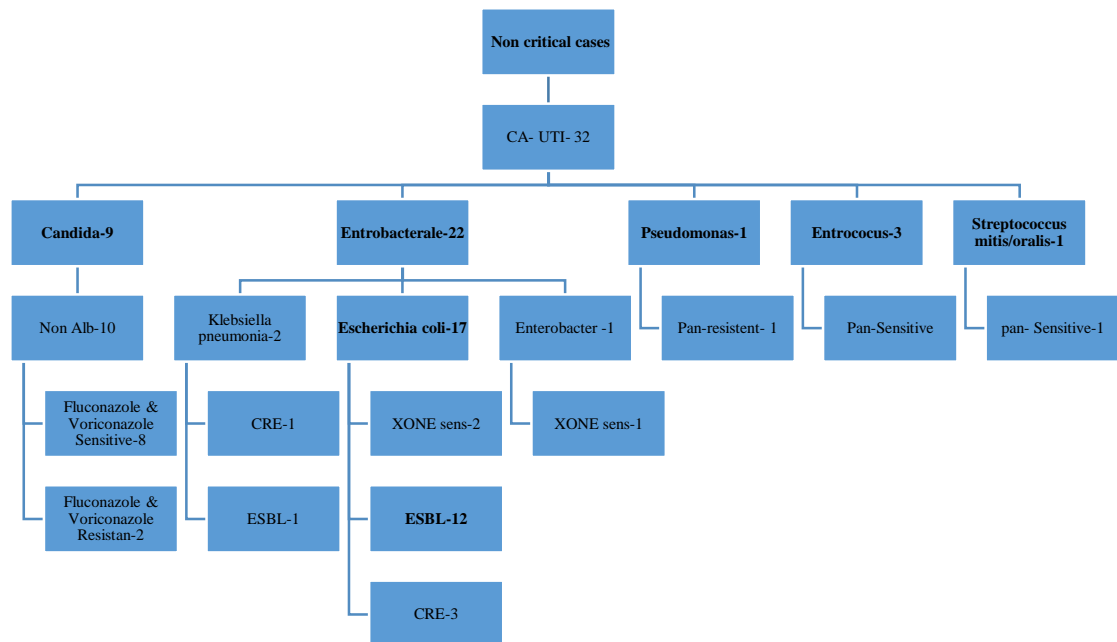 Non critical cases
CA- UTI- 32
Candida-9
Entrobacterale-22
Pseudomonas-1
Entrococus-3
Streptococcus
mitis/oralis-1
Non Alb-10
Klebsiella
pneumonia-2
Escherichia coli-17
Enterobacter -1
Pan-resistent- 1
Pan-Sensitive
pan- Sensitive-1
Fluconazole &
Voriconazole
Sensitive-8
CRE-1
XONE sens-2
XONE sens-1
Fluconazole &
Voriconazole
Resistan-2
ESBL-1
ESBL-12
CRE-3